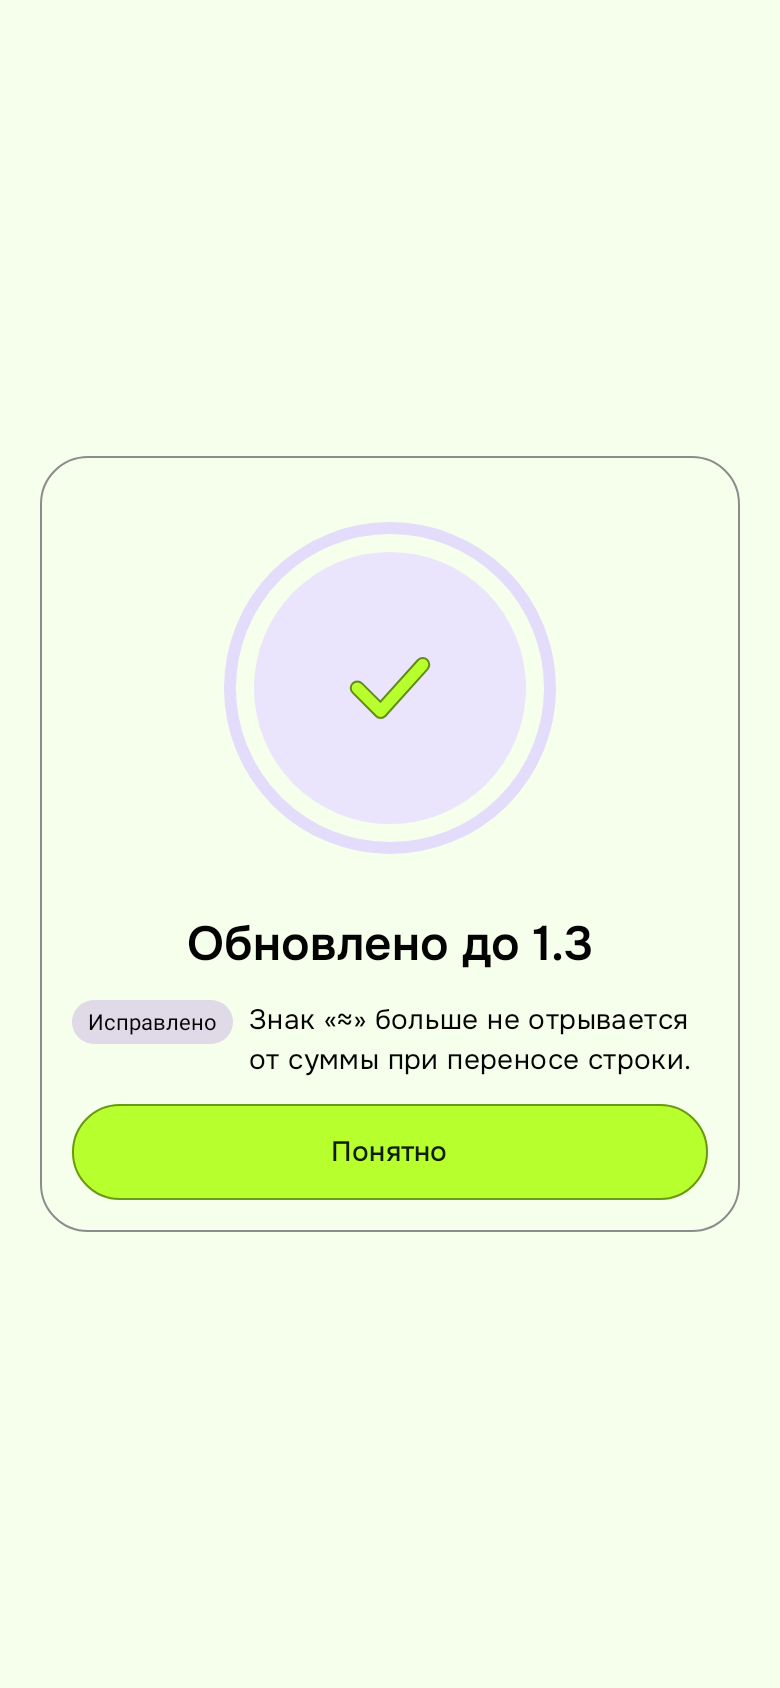 Обновлено до 1.3
Исправлено
Знак «≈» больше не отрывается
от суммы при переносе строки.
Понятно